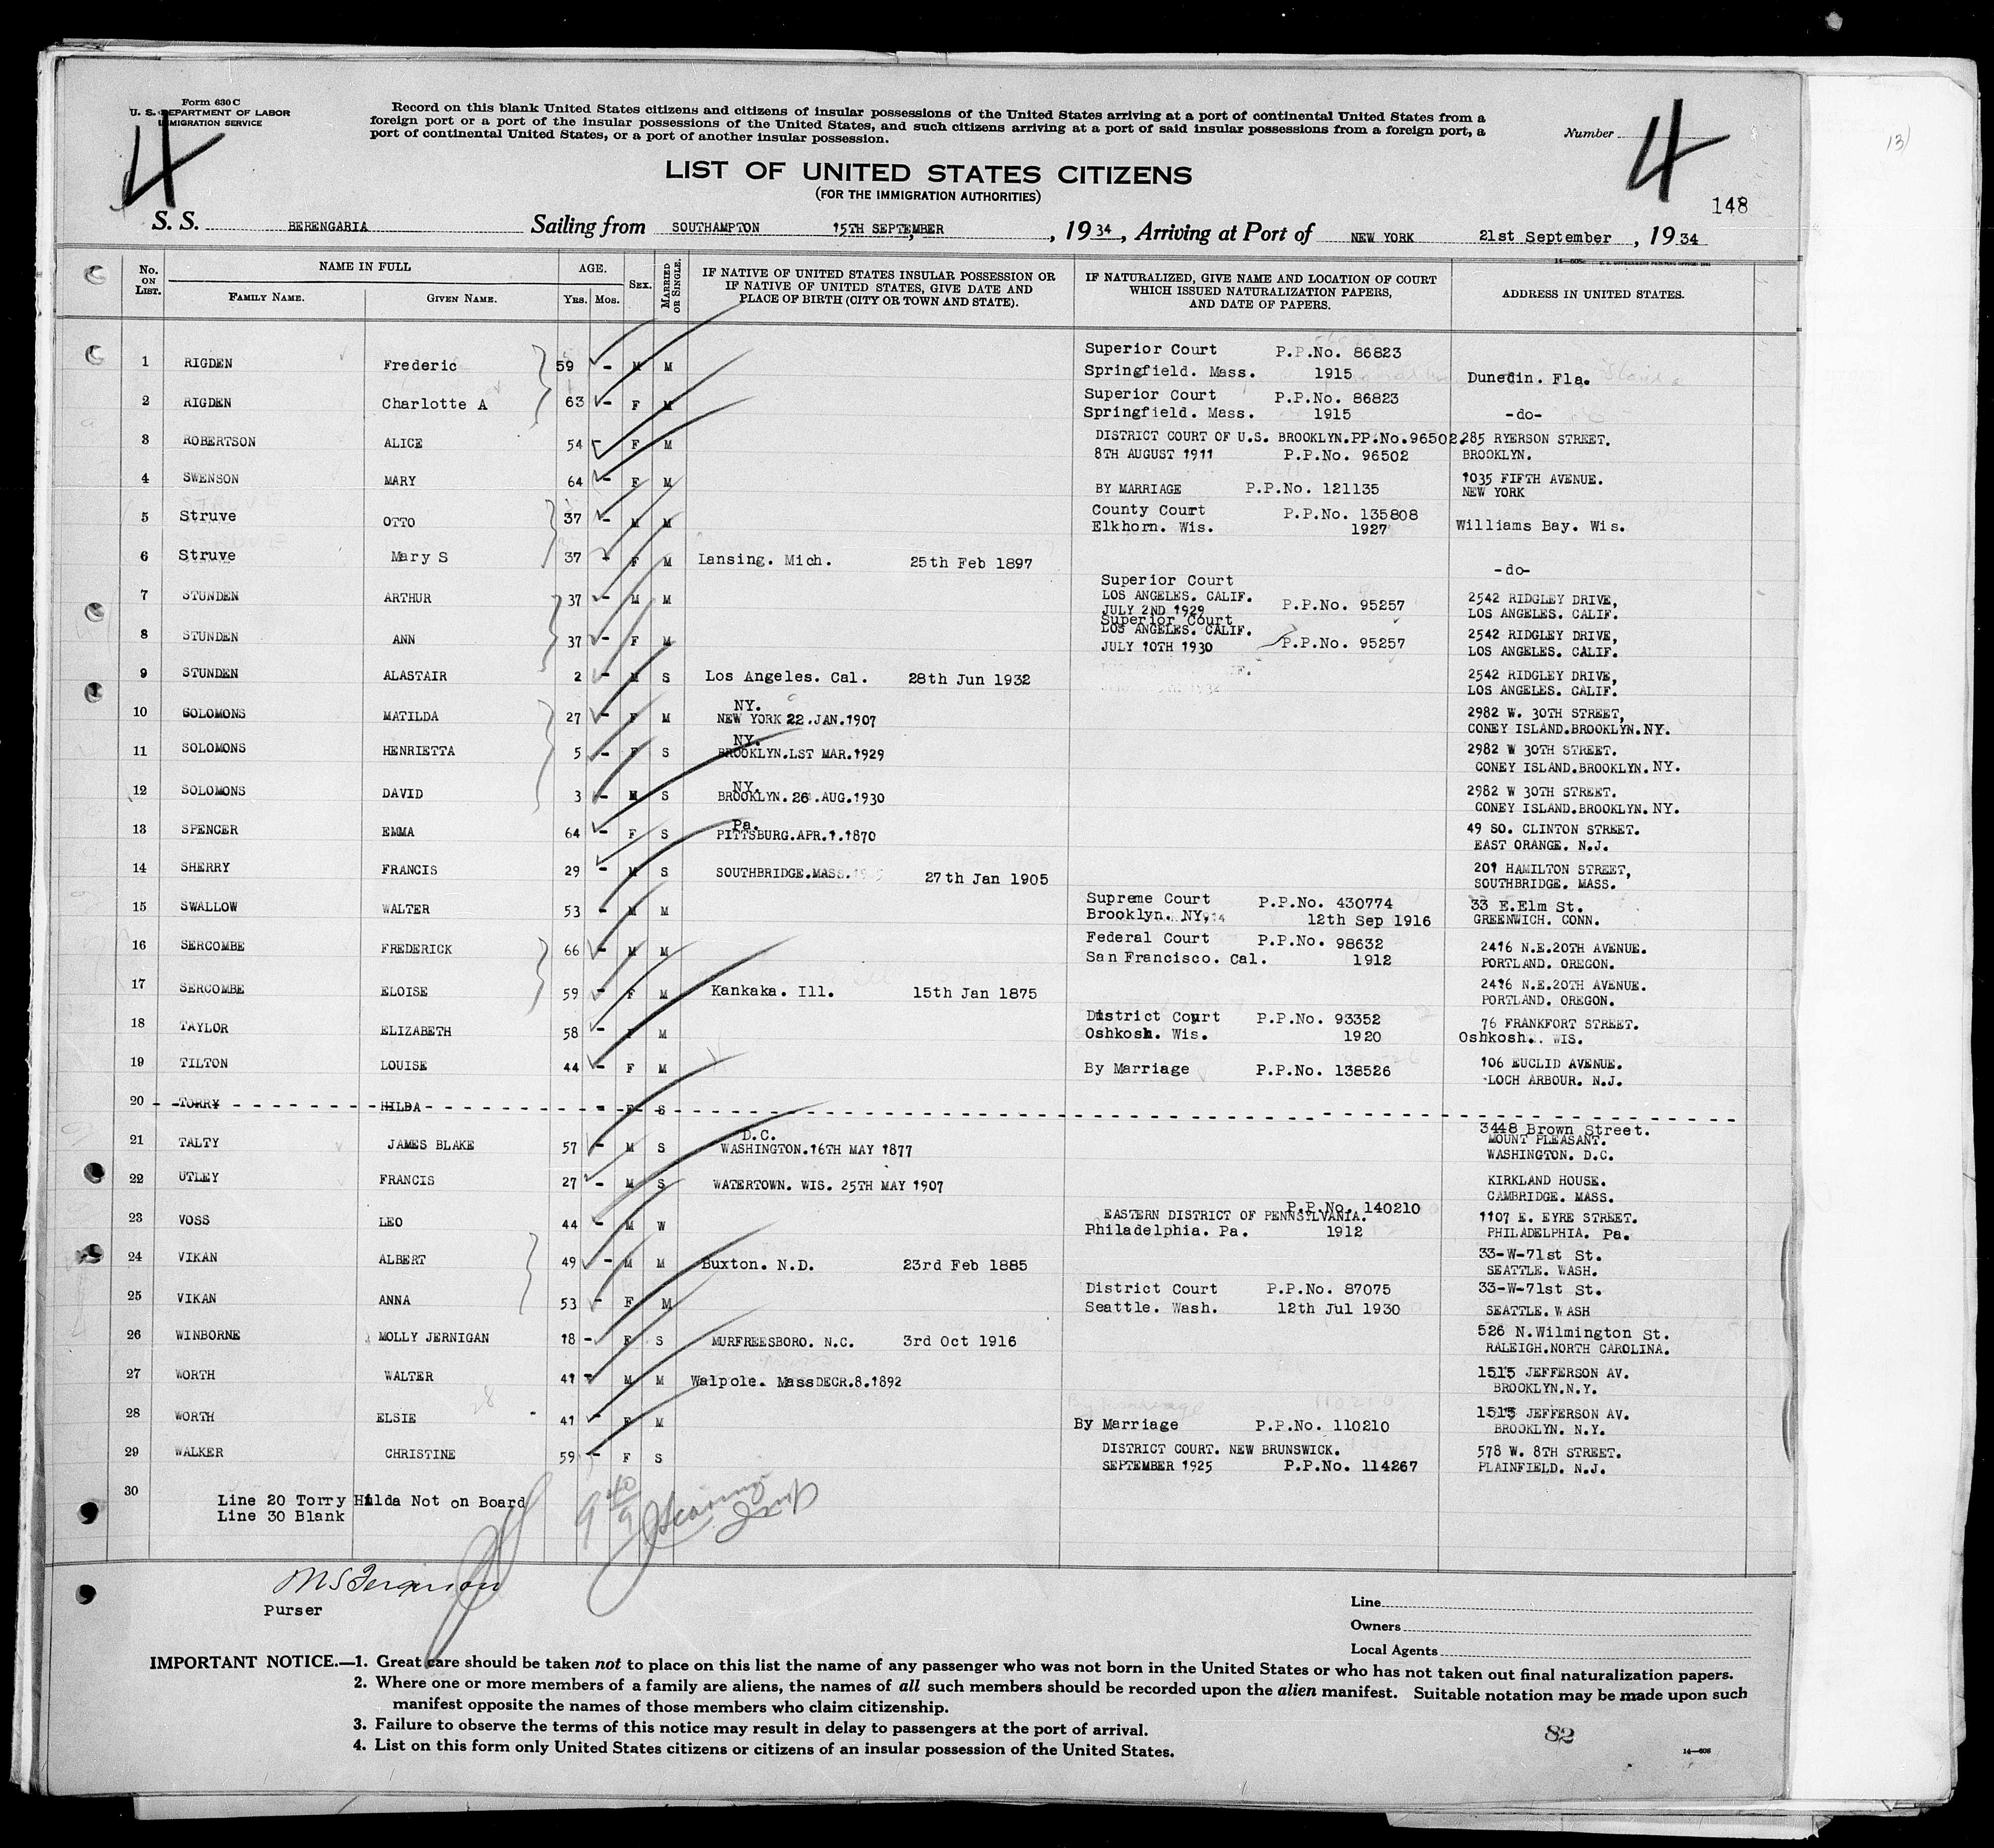 Form 630 C
U. S. DEPARTMENT OF LABOR
IMMIGRATION SERVICE
4
Record on this blank United States citizens and citizens of insular possessions of the United States arriving at a port of continental United States from a
foreign port or a port of the insular possessions of the United States, and such citizens arriving at a port of said insular possessions from a foreign port, a
port of continental United States, or a port of another insular possession.
Number
4
13)
LIST OF UNITED STATES CITIZENS
(FOR THE IMMIGRATION AUTHORITIES)
148
S. S. BERENGARIA Sailing from SOUTHAMPTON 15TH SEPTEMBER, 1934, Arriving at Port of NEW YORK 21st September, 1934
No. ON LIST. NAME IN FULL FAMILY NAME. GIVEN NAME. AGE. YRS. MOS. SEX. MARRIED OR SINGLE. IF NATIVE OF UNITED STATES INSULAR POSSESSION OR IF NATIVE OF UNITED STATES, GIVE DATE AND PLACE OF BIRTH (CITY OR TOWN AND STATE). IF NATURALIZED, GIVE NAME AND LOCATION OF COURT WHICH ISSUED NATURALIZATION PAPERS, AND DATE OF PAPERS. ADDRESS IN UNITED STATES.
1 RIGDEN Frederic 59 - M M Superior Court P.P.No. 86823
Springfield. Mass. 1915 Dunedin. Fla.
2 RIGDEN Charlotte A 63 - F M Superior Court P.P.No. 86823
Springfield. Mass. 1915 -do-
3 ROBERTSON ALICE 54 F M DISTRICT COURT OF U.S. BROOKLYN.PP.No.96502. 285 RYERSON STREET.
8TH AUGUST 1911 P.P.No. 96502 BROOKLYN.
4 SWENSON MARY 64 - F M BY MARRIAGE P.P.No. 121135 1035 FIFTH AVENUE.
NEW YORK
5 Struve OTTO 37 - M M County Court P.P.No. 135808
Elkhorn. Wis. 1927 Williams Bay. Wis.
6 Struve Mary S 37 - F M Lansing. Mich. 25th Feb 1897 -do-
7 STUNDEN ARTHUR 37 - M M Superior Court
LOS ANGELES. CALIF. P.P.No. 95257 2542 RIDGLEY DRIVE,
JULY 2ND 1929 LOS ANGELES. CALIF.
8 STUNDEN ANN 37 - F M Superior Court
LOS ANGELES. CALIF. 2542 RIDGLEY DRIVE,
JULY 10TH 1930 P.P.No. 95257 LOS ANGELES. CALIF.
9 STUNDEN ALASTAIR 2 - M S Los Angeles. Cal. 28th Jun 1932 2542 RIDGLEY DRIVE,
LOS ANGELES. CALIF.
10 SOLOMONS MATILDA 27 - F M NY.
NEW YORK 22.JAN.1907 2982 W. 30TH STREET,
CONEY ISLAND.BROOKLYN.NY.
11 SOLOMONS HENRIETTA 5 - F S NY.
BROOKLYN.LST MAR.1929 2982 W 30TH STREET.
CONEY ISLAND.BROOKLYN.NY.
12 SOLOMONS DAVID 3 - M S NY.
BROOKLYN.26.AUG.1930 2982 W 30TH STREET.
CONEY ISLAND.BROOKLYN.NY.
13 SPENCER EMMA 64 - F S Pa.
PITTSBURG.APR.1.1870 49 SO. CLINTON STREET.
EAST ORANGE. N.J.
14 SHERRY FRANCIS 29 - M S SOUTHBRIDGE.MASS. 27th Jan 1905 201 HAMILTON STREET,
SOUTHBRIDGE. MASS.
15 SWALLOW WALTER 53 - M M Supreme Court P.P.No. 430774 33 E.Elm St.
Brooklyn. NY, 12th Sep 1916 GREENWICH. CONN.
16 SERCOMBE FREDERICK 66 - M M Federal Court P.P.No. 98632 2416 N.E.20TH AVENUE.
San Francisco. Cal. 1912 PORTLAND. OREGON.
17 SERCOMBE ELOISE 59 - F M Kankaka. Ill. 15th Jan 1875 2416 N.E.20TH AVENUE.
PORTLAND. OREGON.
18 TAYLOR ELIZABETH 58 - F M District Court P.P.No. 93352 76 FRANKFORT STREET.
Oshkosh. Wis. 1920 Oshkosh.. WIS.
19 TILTON LOUISE 44 - F M By Marriage P.P.No. 138526 106 EUCLID AVENUE.
LOCH ARBOUR. N.J.
20 TORRY HILDA - F S
21 TALTY JAMES BLAKE 57 - M S D.C.
WASHINGTON.16TH MAY 1877 3448 Brown Street.
MOUNT PLEASANT.
WASHINGTON. D.C.
22 UTLEY FRANCIS 27 - M S WATERTOWN. WIS. 25TH MAY 1907 KIRKLAND HOUSE.
CAMBRIDGE. MASS.
23 VOSS LEO 44 - M W P.P.No. 140210
EASTERN DISTRICT OF PENNSYLVANIA. 1107 E. EYRE STREET.
Philadelphia. Pa. 1912 PHILADELPHIA. Pa.
24 VIKAN ALBERT 49 - M M Buxton. N.D. 23rd Feb 1885 33-W-71st St.
SEATTLE. WASH.
25 VIKAN ANNA 53 - F M District Court P.P.No. 87075 33-W-71st St.
Seattle. Wash. 12th Jul 1930 SEATTLE. WASH
26 WINBORNE MOLLY JERNIGAN 18 - F S MURFREESBORO. N.C. 3rd Oct 1916 526 N.Wilmington St.
RALEIGH.NORTH CAROLINA.
27 WORTH WALTER 41 - M M Walpole. Mass DECR.8.1892 1515 JEFFERSON AV.
BROOKLYN.N.Y.
28 WORTH ELSIE 41 - F M By Marriage P.P.No. 110210 1515 JEFFERSON AV.
BROOKLYN. N.Y.
29 WALKER CHRISTINE 59 - F S DISTRICT COURT. NEW BRUNSWICK. 578 W. 8TH STREET.
SEPTEMBER 1925 P.P.No. 114267 PLAINFIELD. N.J.
30
Line 20 Torry Hilda Not on Board
Line 30 Blank
M S Ferguson
Purser
Line
Owners
Local Agents
IMPORTANT NOTICE.—1. Great care should be taken not to place on this list the name of any passenger who was not born in the United States or who has not taken out final naturalization papers.
2. Where one or more members of a family are aliens, the names of all such members should be recorded upon the alien manifest. Suitable notation may be made upon such
manifest opposite the names of those members who claim citizenship.
3. Failure to observe the terms of this notice may result in delay to passengers at the port of arrival.
4. List on this form only United States citizens or citizens of an insular possession of the United States.
82
14—608